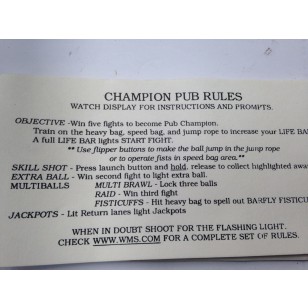 CHAMPION PUB RULES
WATCH DISPLAY FOR INSTRUCTIONS AND PROMPTS.
OBJECTIVE -Win five fights to become Pub Champion.
Train on the heavy bag, speed bag, and jump rope to increase your LIFE BA
A full LIFE BAR lights START FIGHT.
** Use flipper buttons to make the ball jump in the jump rope
or to operate fists in speed bag area.**
SKILL SHOT - Press launch button and hold, release to collect highlighted awar
EXTRA BALL - Win second fight to light extra ball.
MULTIBALLS MULTI BRAWL - Lock three balls
RAID - Win third fight
FISTICUFFS - Hit heavy bag to spell out BARFLY FISTICU
JACKPOTS - Lit Return lanes light Jackpots
WHEN IN DOUBT SHOOT FOR THE FLASHING LIGHT.
CHECK WWW.WMS.COM FOR A COMPLETE SET OF RULES.